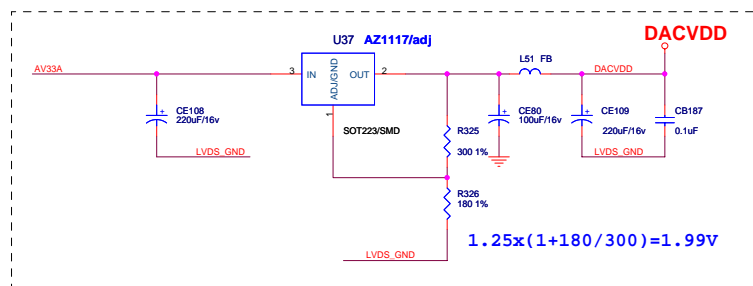 DACVDD
U37 AZ1117/adj
L51 FB
AV33A
3
IN
OUT
2
DACVDD
ADJ/GND
CE108
220uF/16v
CE80
100uF/16v
CE109
220uF/16v
CB187
0.1uF
1
SOT223/SMD
R325
300 1%
LVDS_GND
LVDS_GND
R326
180 1%
1.25x(1+180/300)=1.99V
LVDS_GND